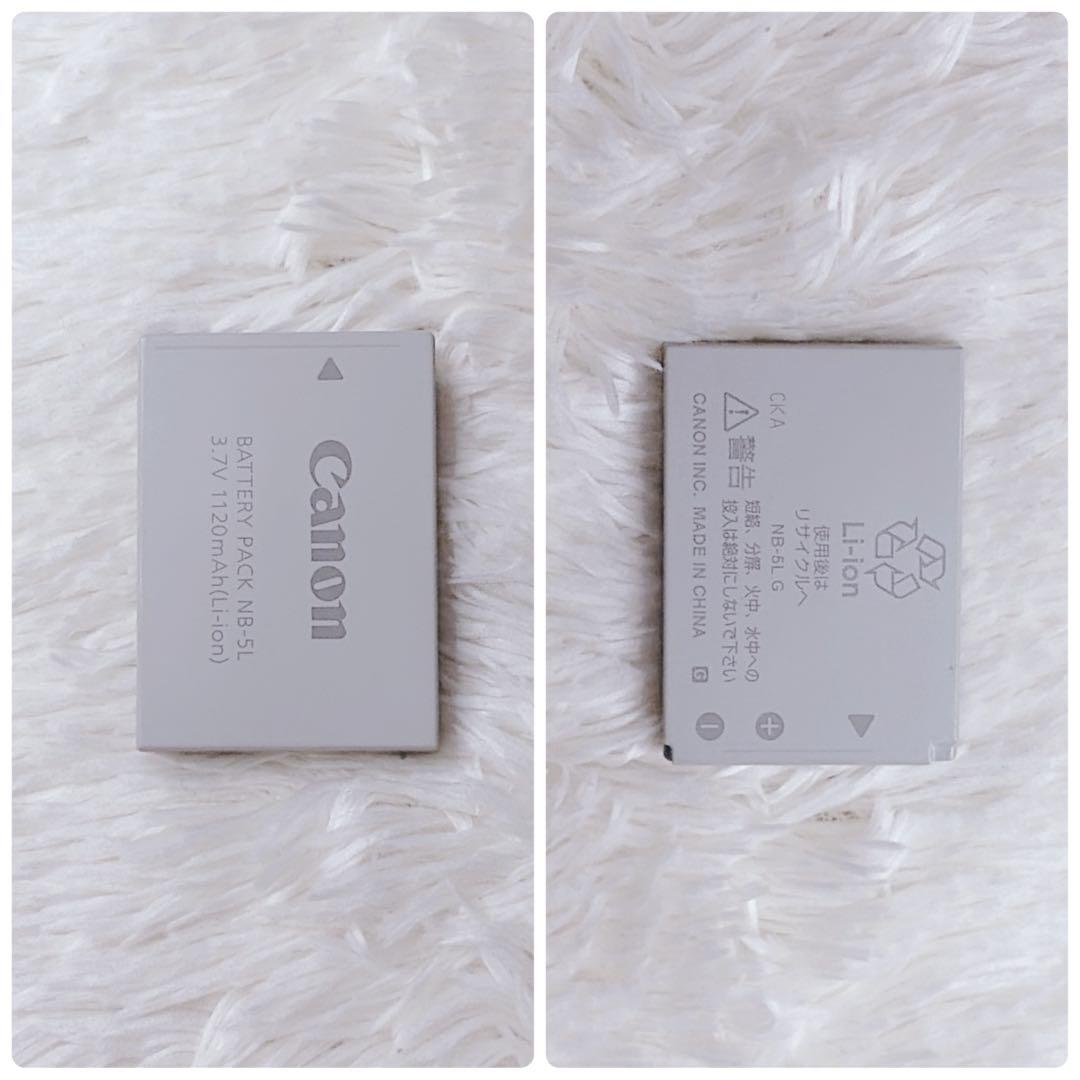 Canon
BATTERY PACK NB-5L
3.7V 1120mAh(Li-ion)
Li-ion
使用後は
リサイクルへ
CKA
NB-5L G
警告
短絡、分解、火中、水中への
投入は絶対にしないで下さい
CANON INC. MADE IN CHINA G